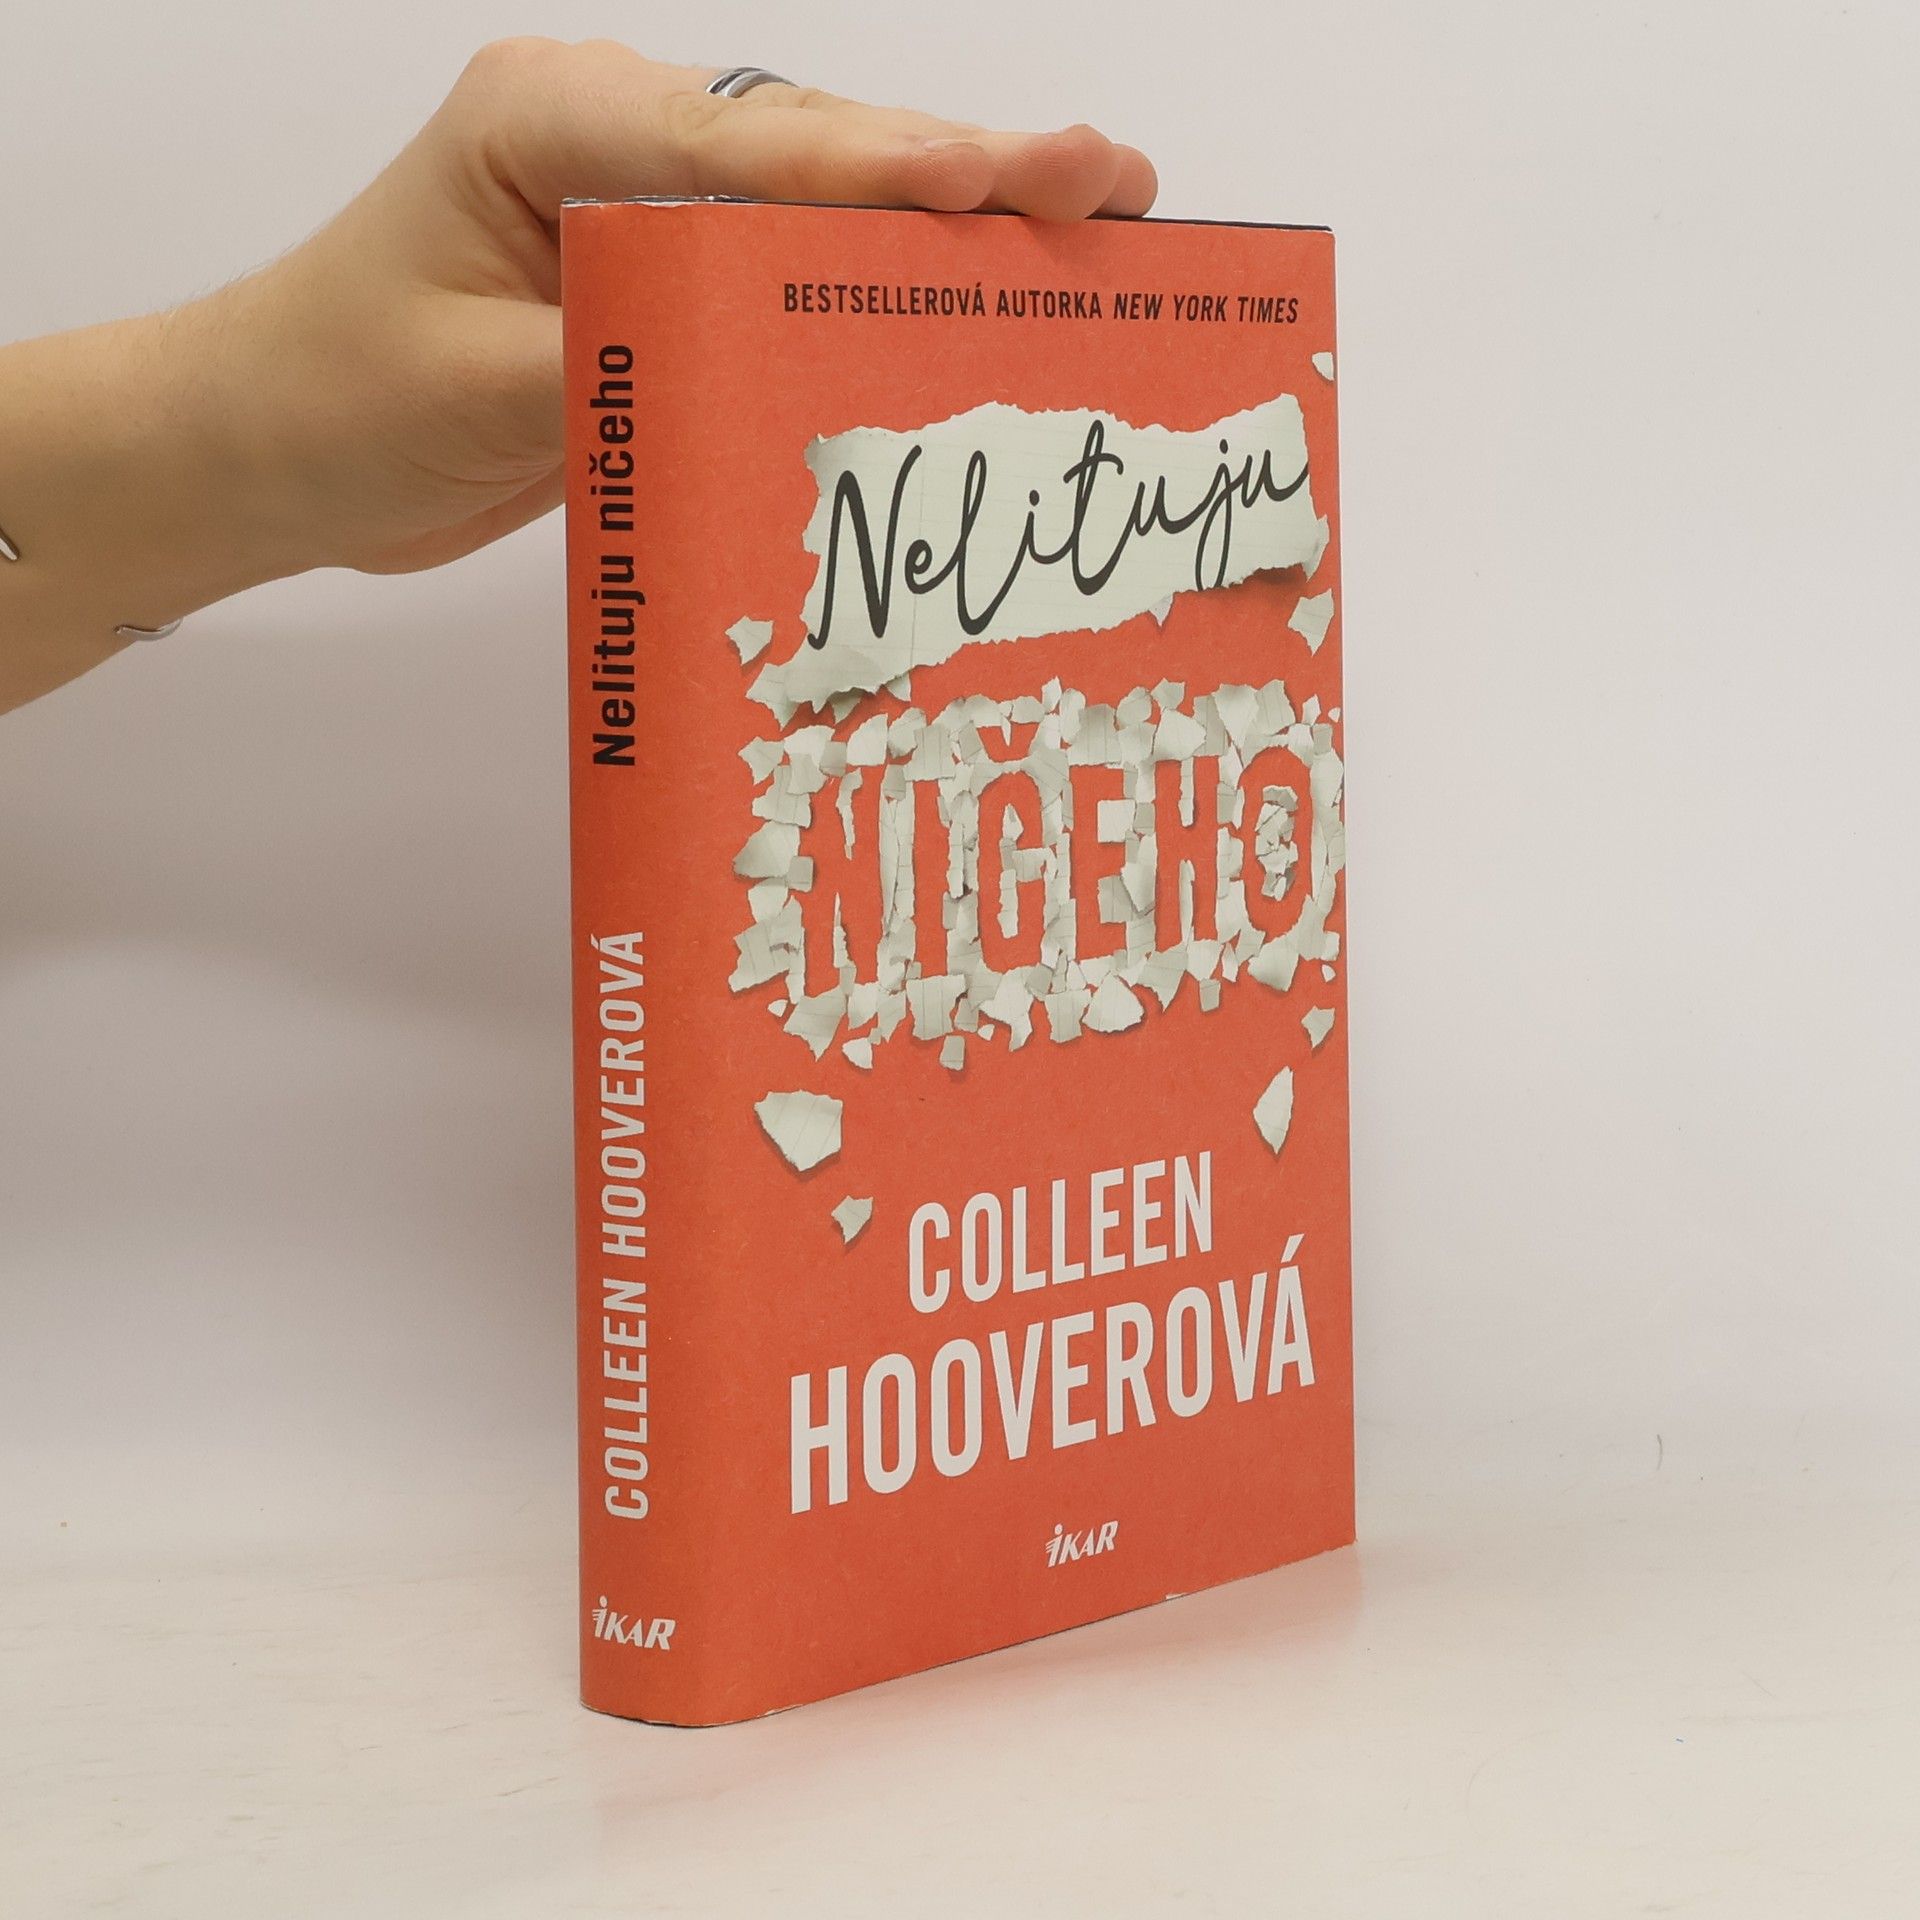 Nelituju ničeho
COLLEEN HOOVEROVÁ
IKAR
BESTSELLEROVÁ AUTORKA NEW YORK TIMES
Nelituju
NIČEHO
COLLEEN
HOOVEROVÁ
IKAR